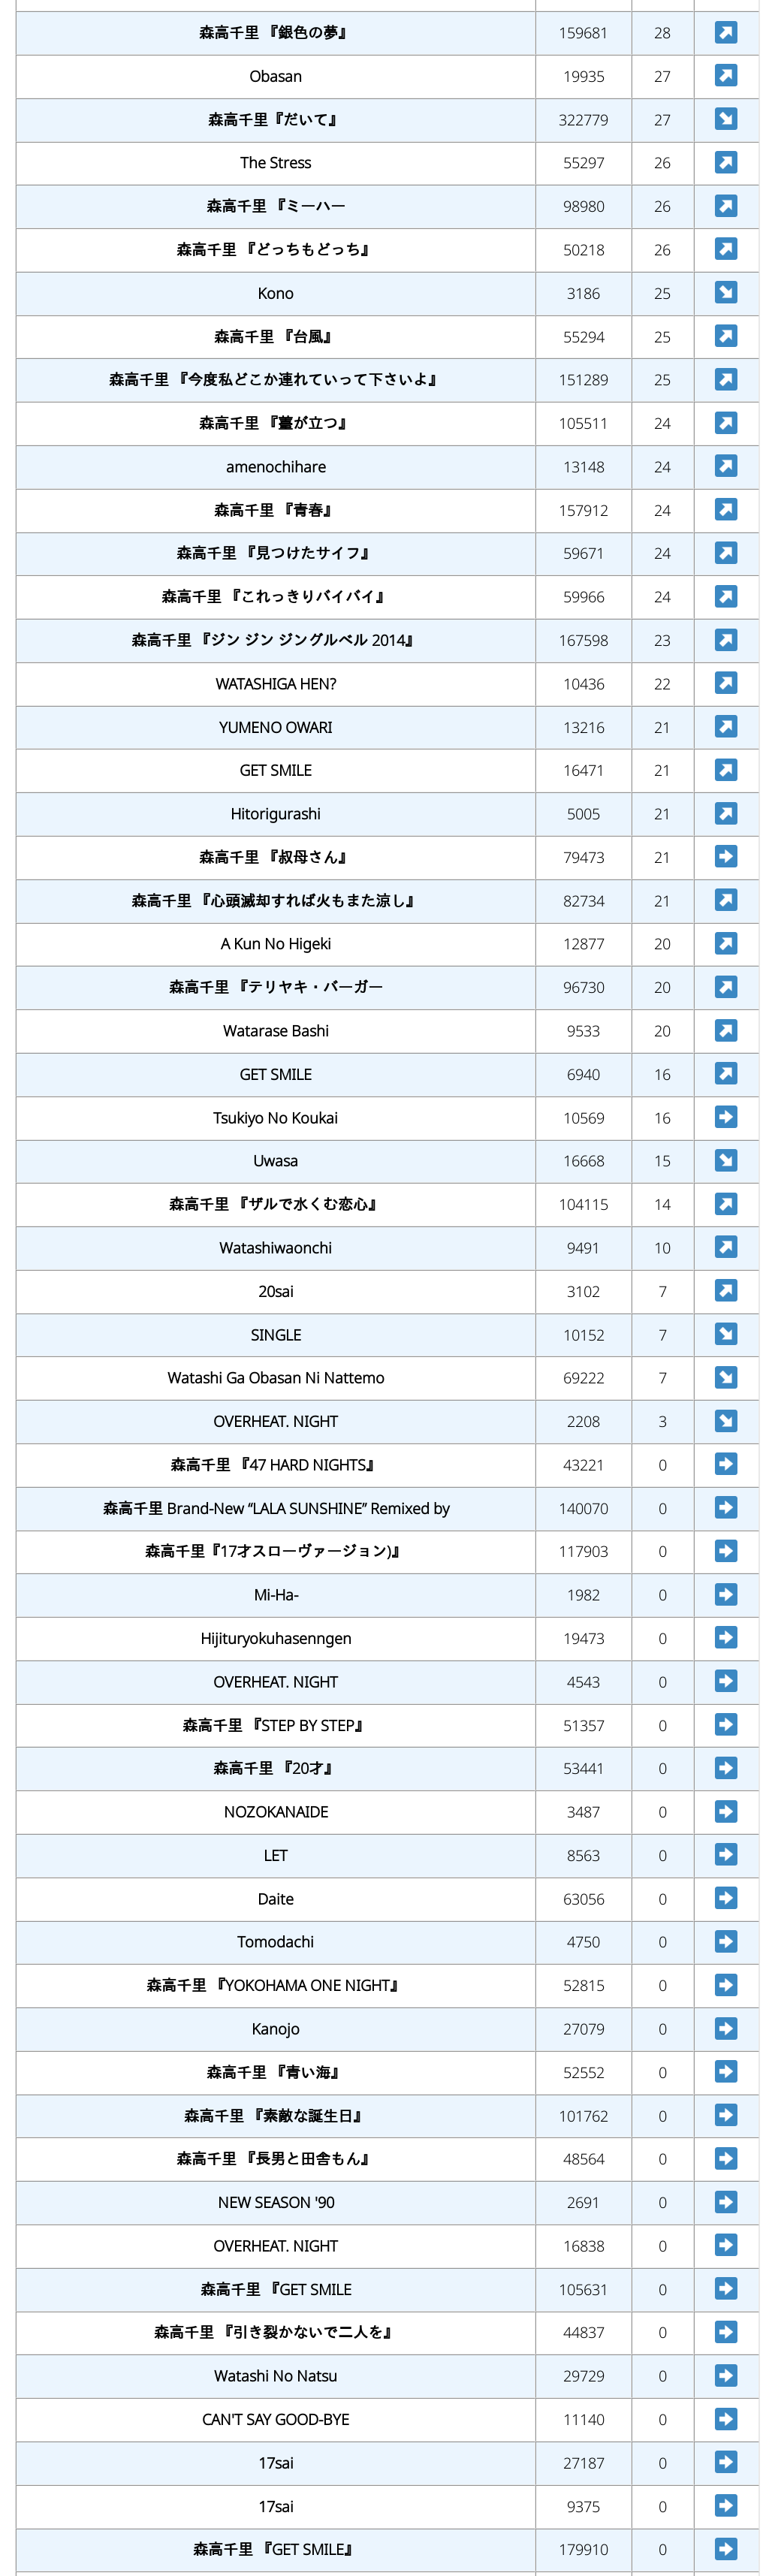 森高千里 『銀色の夢』 159681 28
Obasan 19935 27
森高千里『だいて』 322779 27
The Stress 55297 26
森高千里 『ミーハー 98980 26
森高千里 『どっちもどっち』 50218 26
Kono 3186 25
森高千里 『台風』 55294 25
森高千里 『今度私どこか連れていって下さいよ』 151289 25
森高千里 『薹が立つ』 105511 24
amenochihare 13148 24
森高千里 『青春』 157912 24
森高千里 『見つけたサイフ』 59671 24
森高千里 『これっきりバイバイ』 59966 24
森高千里 『ジン ジン ジングルベル 2014』 167598 23
WATASHIGA HEN? 10436 22
YUMENO OWARI 13216 21
GET SMILE 16471 21
Hitorigurashi 5005 21
森高千里 『叔母さん』 79473 21
森高千里 『心頭滅却すれば火もまた涼し』 82734 21
A Kun No Higeki 12877 20
森高千里 『テリヤキ・バーガー 96730 20
Watarase Bashi 9533 20
GET SMILE 6940 16
Tsukiyo No Koukai 10569 16
Uwasa 16668 15
森高千里 『ザルで水くむ恋心』 104115 14
Watashiwaonchi 9491 10
20sai 3102 7
SINGLE 10152 7
Watashi Ga Obasan Ni Nattemo 69222 7
OVERHEAT. NIGHT 2208 3
森高千里 『47 HARD NIGHTS』 43221 0
森高千里 Brand-New “LALA SUNSHINE” Remixed by 140070 0
森高千里『17才スローヴァージョン)』 117903 0
Mi-Ha- 1982 0
Hijituryokuhasenngen 19473 0
OVERHEAT. NIGHT 4543 0
森高千里 『STEP BY STEP』 51357 0
森高千里 『20才』 53441 0
NOZOKANAIDE 3487 0
LET 8563 0
Daite 63056 0
Tomodachi 4750 0
森高千里 『YOKOHAMA ONE NIGHT』 52815 0
Kanojo 27079 0
森高千里 『青い海』 52552 0
森高千里 『素敵な誕生日』 101762 0
森高千里 『長男と田舎もん』 48564 0
NEW SEASON '90 2691 0
OVERHEAT. NIGHT 16838 0
森高千里 『GET SMILE 105631 0
森高千里 『引き裂かないで二人を』 44837 0
Watashi No Natsu 29729 0
CAN'T SAY GOOD-BYE 11140 0
17sai 27187 0
17sai 9375 0
森高千里 『GET SMILE』 179910 0